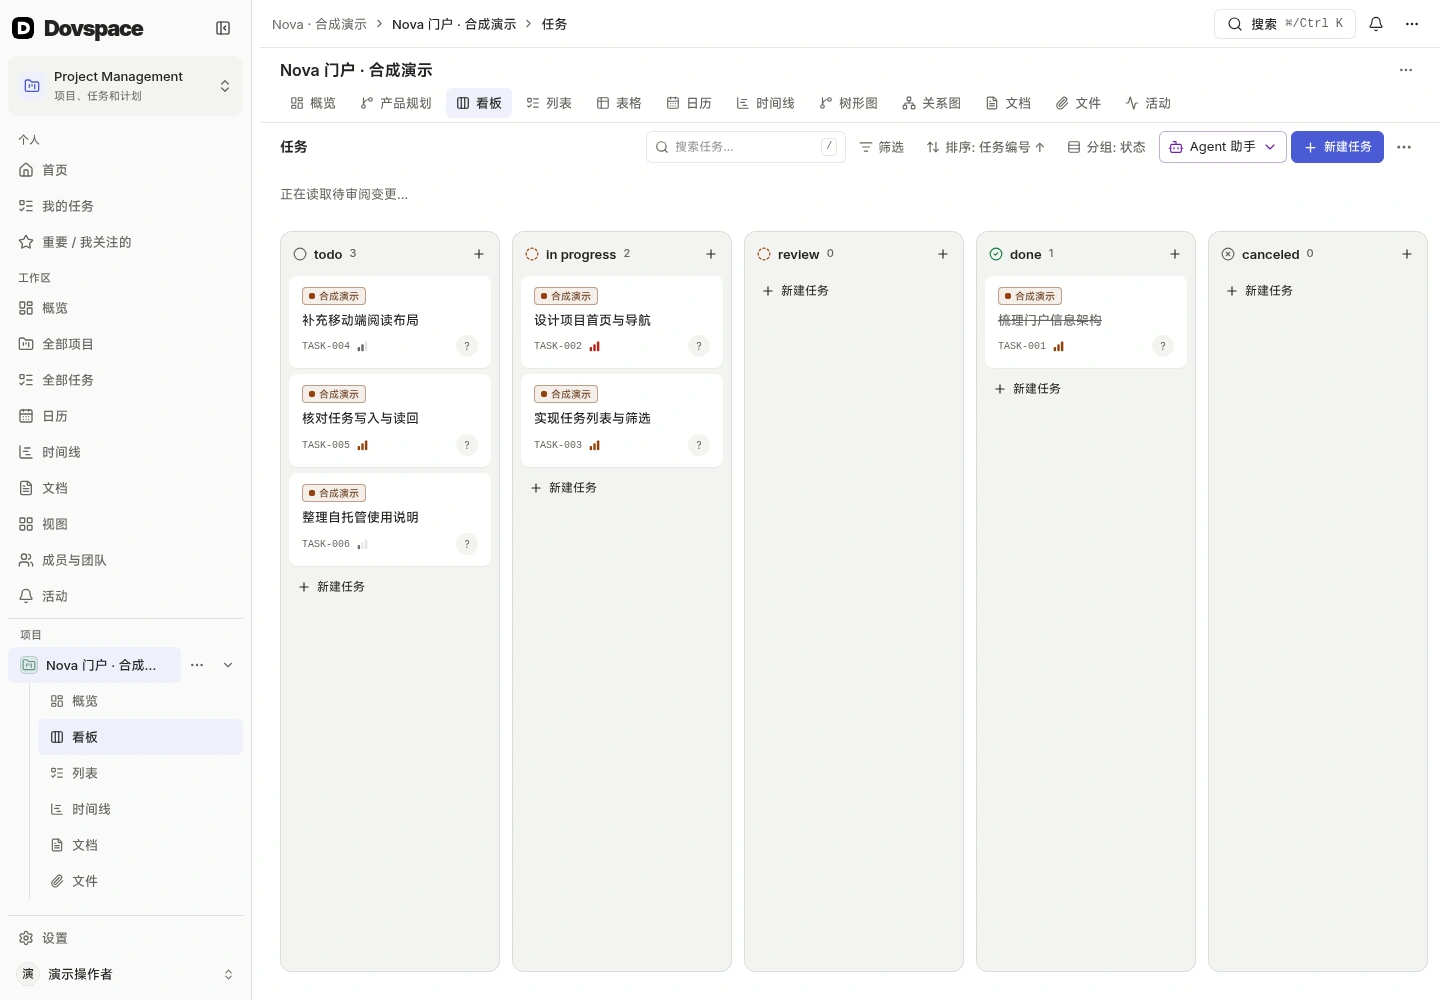 Dovspace
Project Management
项目、任务和计划
个人
首页
我的任务
重要 / 我关注的
工作区
概览
全部项目
全部任务
日历
时间线
文档
视图
成员与团队
活动
项目
Nova 门户 · 合成...
概览
看板
列表
时间线
文档
文件
设置
演 演示操作者
Nova · 合成演示 > Nova 门户 · 合成演示 > 任务
搜索 ⌘/Ctrl K
Nova 门户 · 合成演示
概览 产品规划 看板 列表 表格 日历 时间线 树形图 关系图 文档 文件 活动
任务
搜索任务... /
筛选
排序: 任务编号 ↑
分组: 状态
Agent 助手
+ 新建任务
正在读取待审阅变更...
todo 3
合成演示
补充移动端阅读布局
TASK-004 ?
合成演示
核对任务写入与读回
TASK-005 ?
合成演示
整理自托管使用说明
TASK-006 ?
+ 新建任务
in progress 2
合成演示
设计项目首页与导航
TASK-002 ?
合成演示
实现任务列表与筛选
TASK-003 ?
+ 新建任务
review 0
+ 新建任务
done 1
合成演示
梳理门户信息架构
TASK-001 ?
+ 新建任务
canceled 0
+ 新建任务